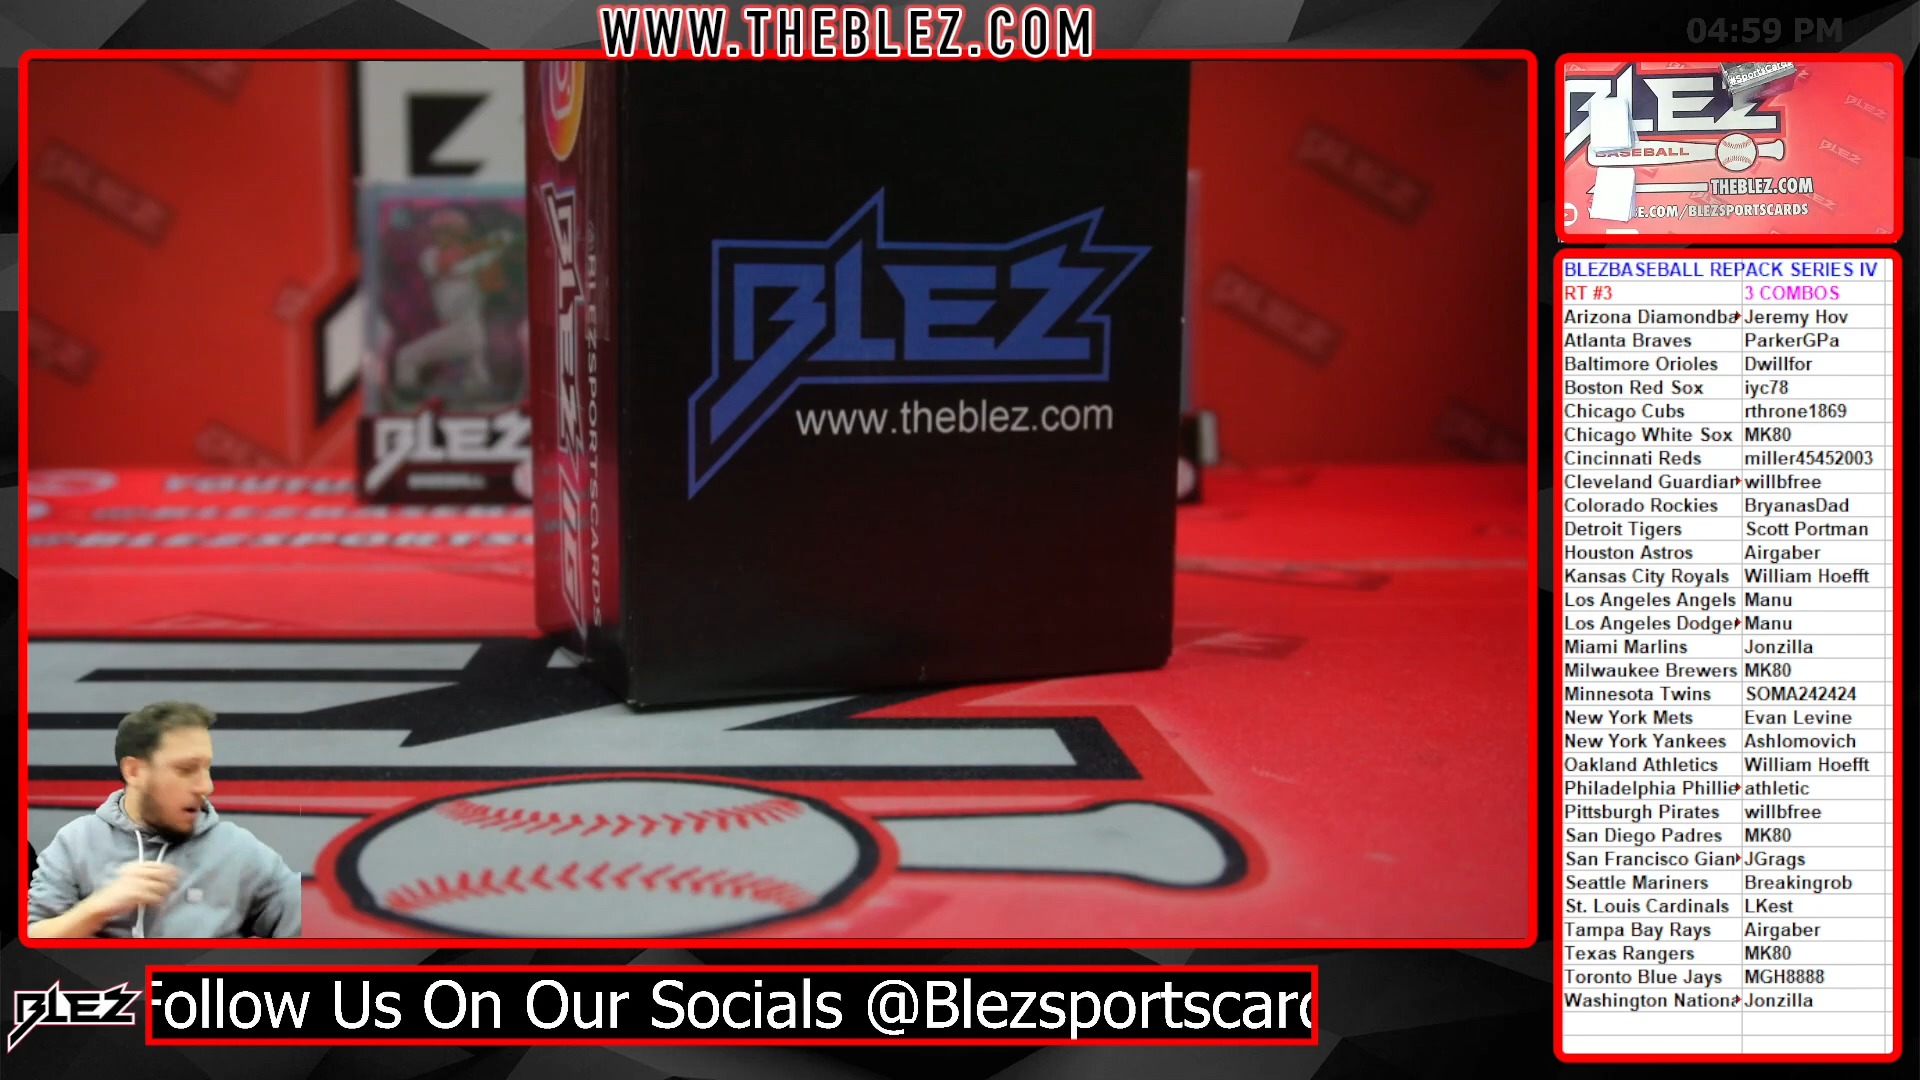 WWW.THEBLEZ.COM
04:59 PM
BLEZ
www.theblez.com
BLEZ
@BLEZSPORTSCARDS
BLEZ
BASEBALL
#SportsCards
BLEZ
BASEBALL
THEBLEZ.COM
E.COM/BLEZSPORTSCARDS
BLEZBASEBALL REPACK SERIES IV
RT #3 3 COMBOS
Arizona Diamondba Jeremy Hov
Atlanta Braves ParkerGPa
Baltimore Orioles Dwillfor
Boston Red Sox iyc78
Chicago Cubs rthrone1869
Chicago White Sox MK80
Cincinnati Reds miller45452003
Cleveland Guardian willbfree
Colorado Rockies BryanasDad
Detroit Tigers Scott Portman
Houston Astros Airgaber
Kansas City Royals William Hoefft
Los Angeles Angels Manu
Los Angeles Dodge Manu
Miami Marlins Jonzilla
Milwaukee Brewers MK80
Minnesota Twins SOMA242424
New York Mets Evan Levine
New York Yankees Ashlomovich
Oakland Athletics William Hoefft
Philadelphia Phillie athletic
Pittsburgh Pirates willbfree
San Diego Padres MK80
San Francisco Gian JGrags
Seattle Mariners Breakingrob
St. Louis Cardinals LKest
Tampa Bay Rays Airgaber
Texas Rangers MK80
Toronto Blue Jays MGH8888
Washington Nationa Jonzilla
BLEZ
Follow Us On Our Socials @Blezsportscard